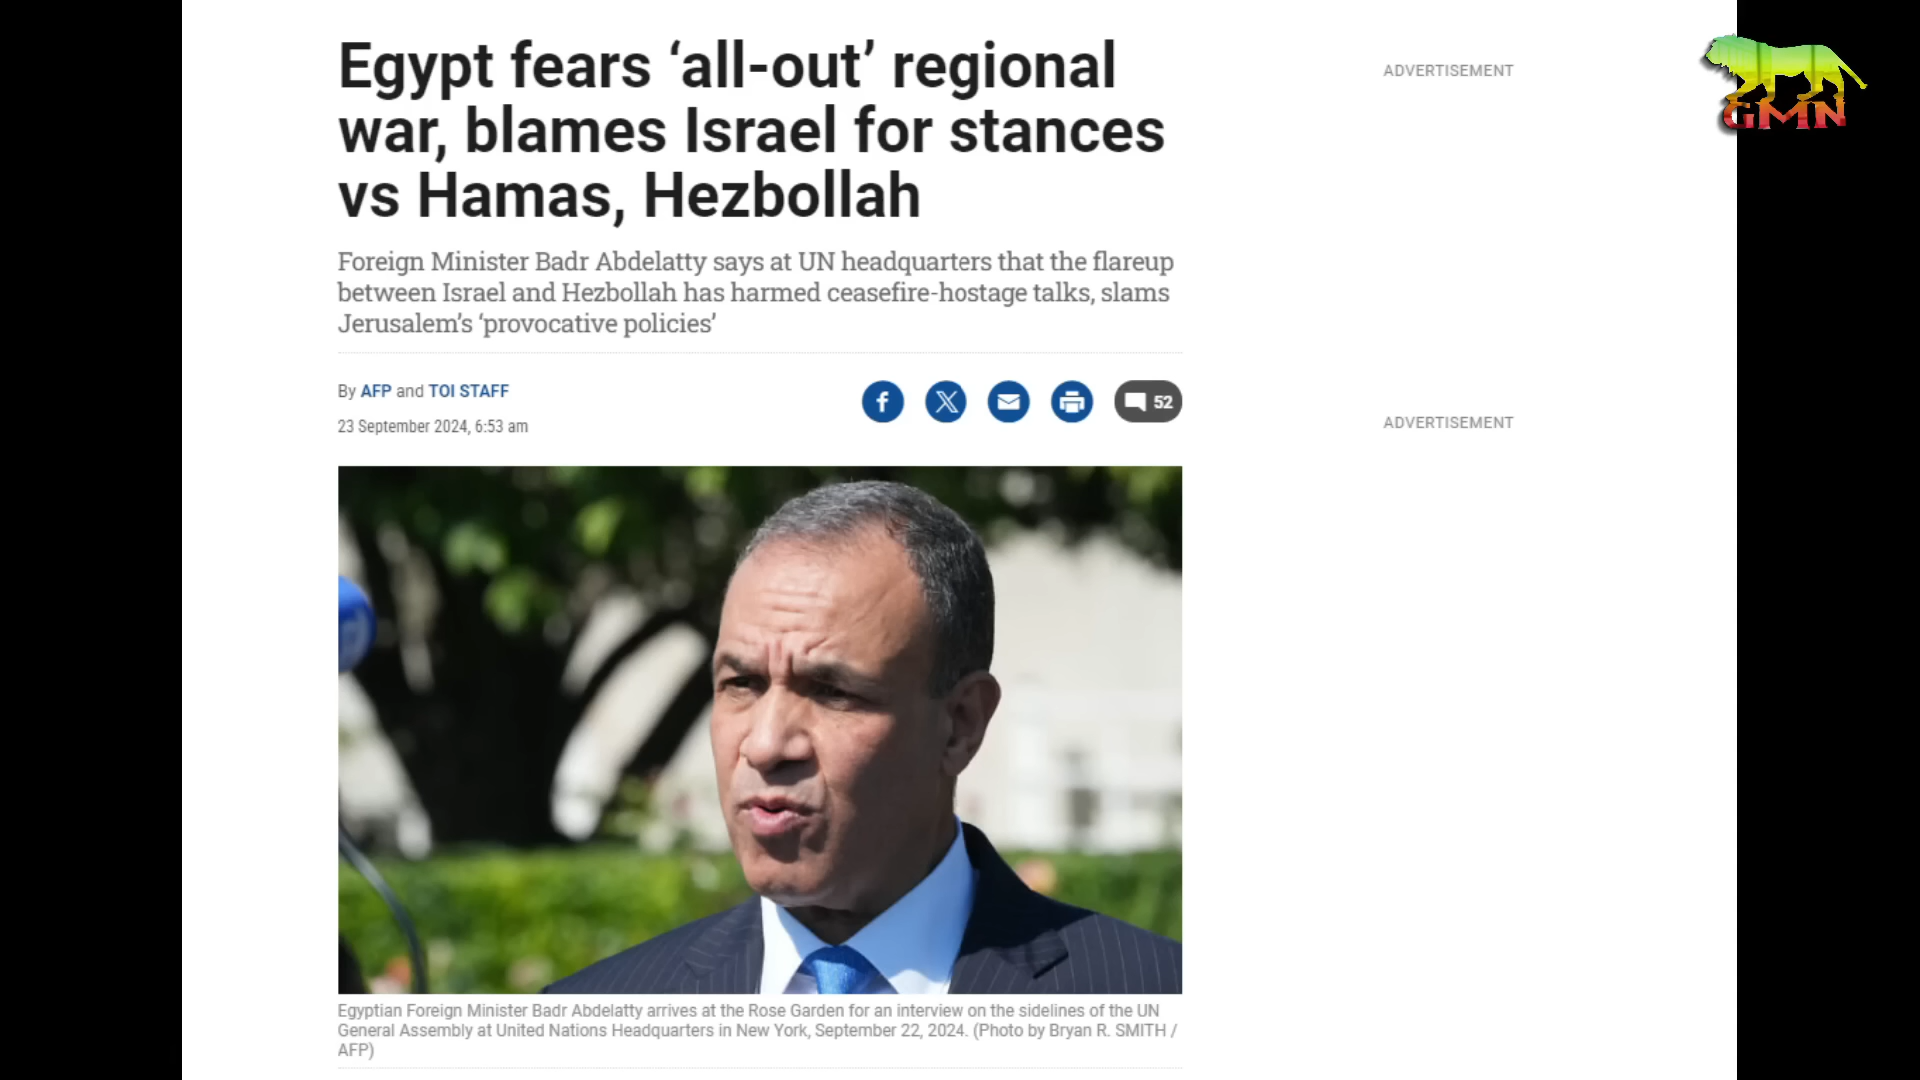 Egypt fears ‘all-out’ regional
war, blames Israel for stances
vs Hamas, Hezbollah
Foreign Minister Badr Abdelatty says at UN headquarters that the flareup
between Israel and Hezbollah has harmed ceasefire-hostage talks, slams
Jerusalem’s ‘provocative policies’
By AFP and TOI STAFF
23 September 2024, 6:53 am
52
Egyptian Foreign Minister Badr Abdelatty arrives at the Rose Garden for an interview on the sidelines of the UN
General Assembly at United Nations Headquarters in New York, September 22, 2024. (Photo by Bryan R. SMITH /
AFP)
ADVERTISEMENT
ADVERTISEMENT
GMN